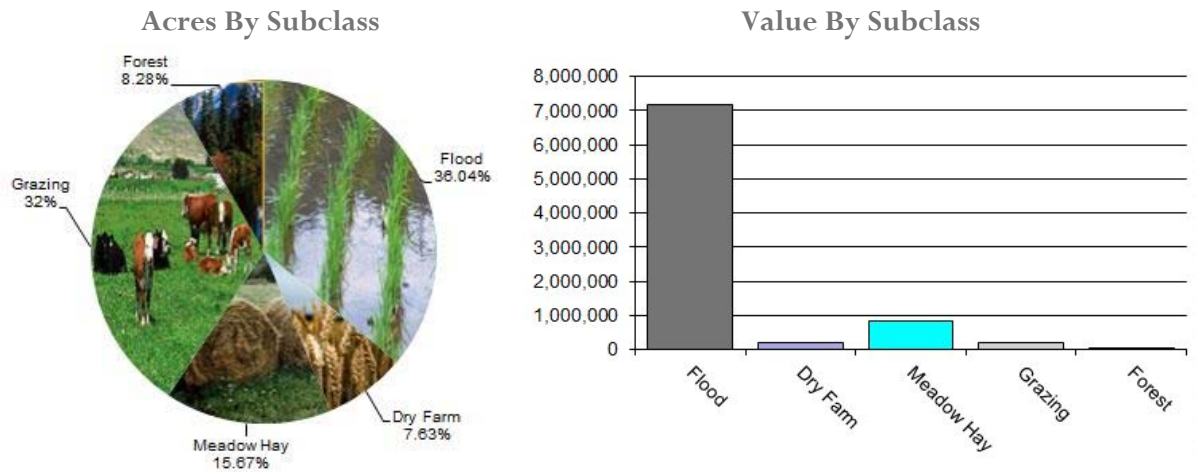 Acres By Subclass
Forest
8.28%
Flood
36.04%
Grazing
32%
Dry Farm
7.63%
Meadow Hay
15.67%
Value By Subclass
8,000,000
7,000,000
6,000,000
5,000,000
4,000,000
3,000,000
2,000,000
1,000,000
0
Flood
Dry Farm
Meadow Hay
Grazing
Forest